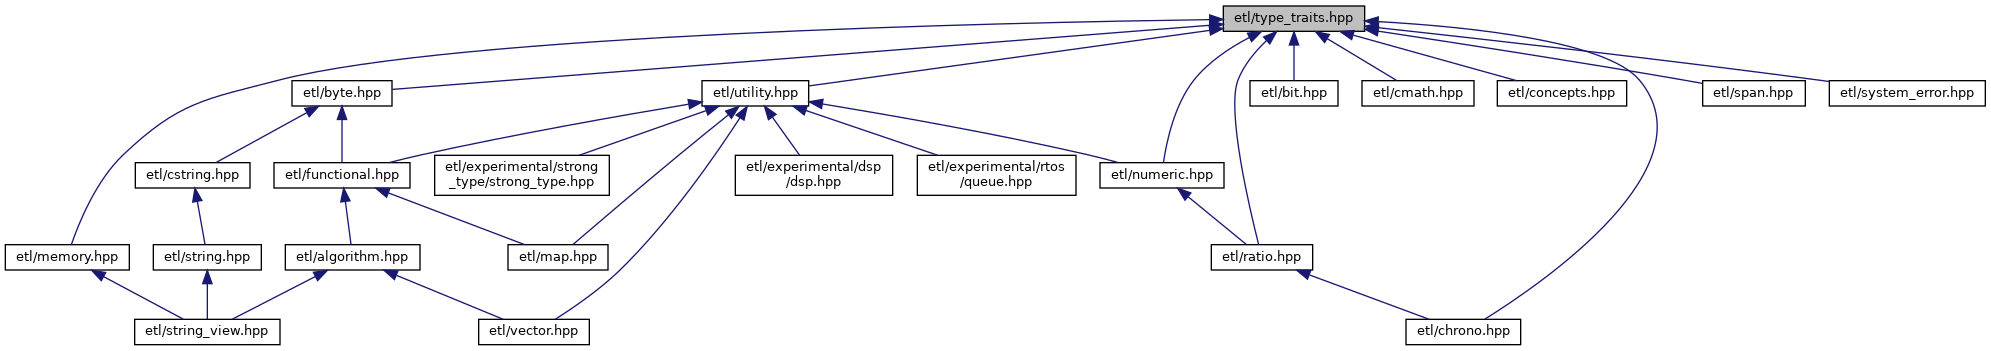 etl/type_traits.hpp
etl/byte.hpp
etl/utility.hpp
etl/bit.hpp
etl/cmath.hpp
etl/concepts.hpp
etl/span.hpp
etl/system_error.hpp
etl/cstring.hpp
etl/functional.hpp
etl/experimental/strong
_type/strong_type.hpp
etl/experimental/dsp
/dsp.hpp
etl/experimental/rtos
/queue.hpp
etl/numeric.hpp
etl/memory.hpp
etl/string.hpp
etl/algorithm.hpp
etl/map.hpp
etl/ratio.hpp
etl/string_view.hpp
etl/vector.hpp
etl/chrono.hpp